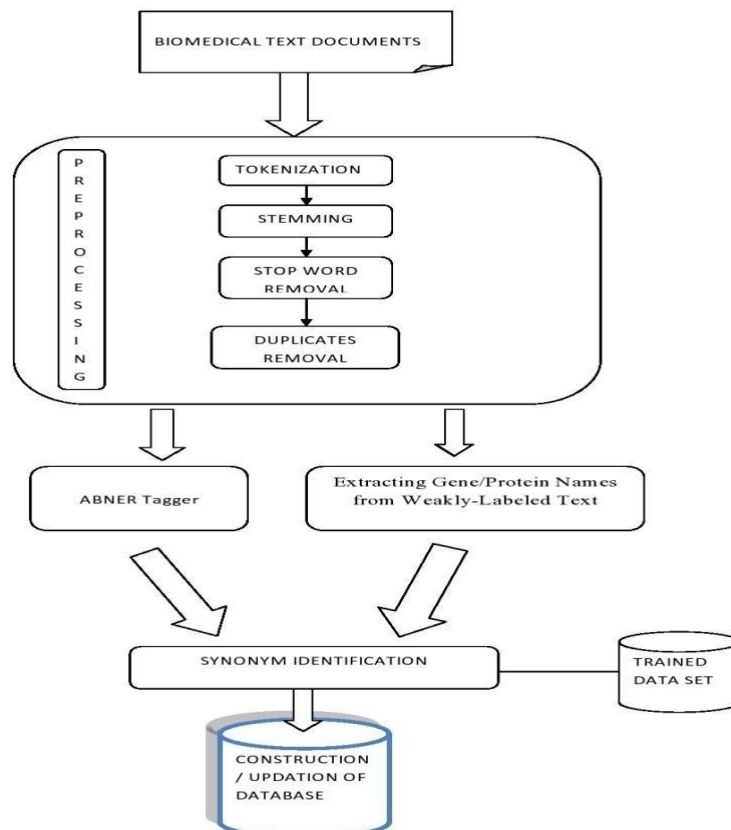 BIOMEDICAL TEXT DOCUMENTS
PREPROCESSING
TOKENIZATION
STEMMING
STOP WORD
REMOVAL
DUPLICATES
REMOVAL
ABNER Tagger
Extracting Gene/Protein Names
from Weakly-Labeled Text
SYNONYM IDENTIFICATION
TRAINED
DATA SET
CONSTRUCTION
/ UPDATION OF
DATABASE